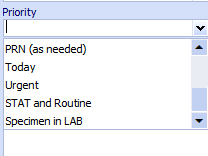 Priority
PRN (as needed)
Today
Urgent
STAT and Routine
Specimen in LAB